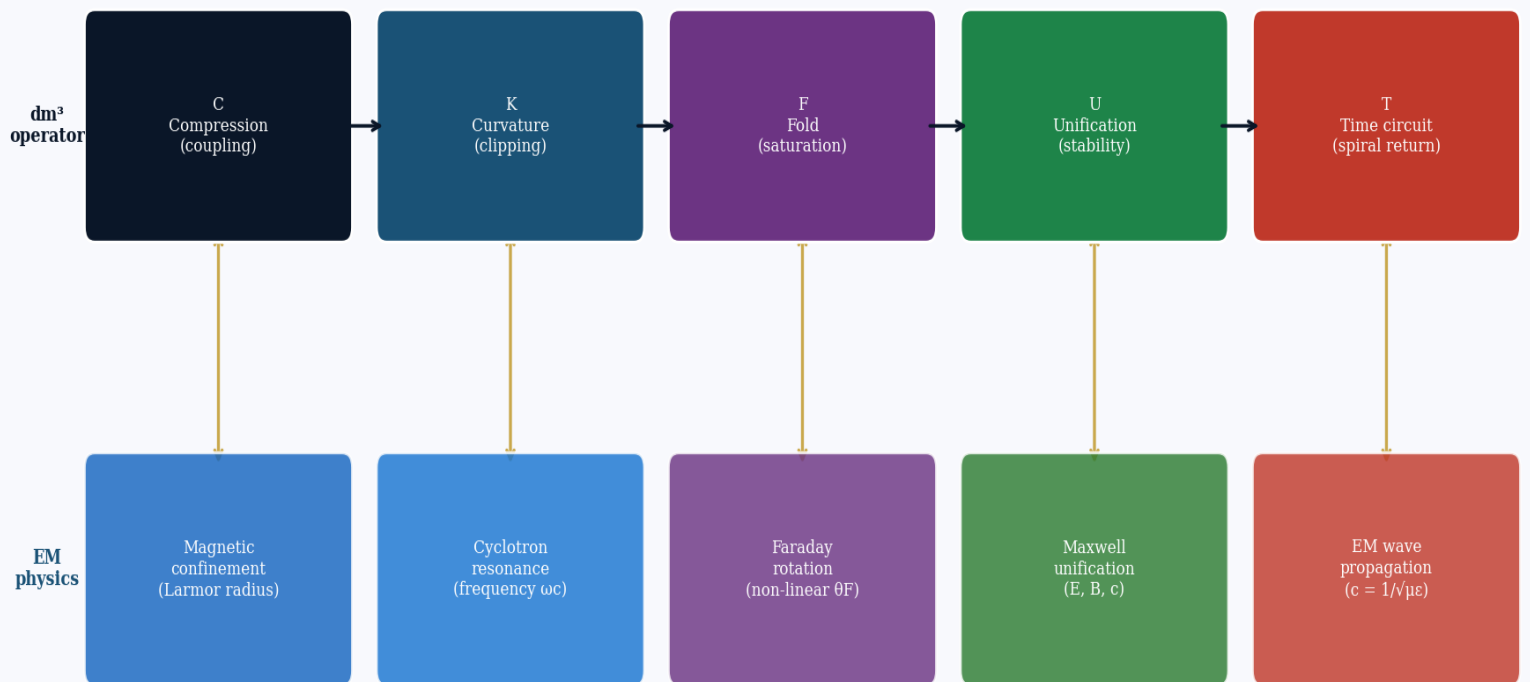 dm³
operator
C
Compression
(coupling)
K
Curvature
(clipping)
F
Fold
(saturation)
U
Unification
(stability)
T
Time circuit
(spiral return)
EM
physics
Magnetic
confinement
(Larmor radius)
Cyclotron
resonance
(frequency ωc)
Faraday
rotation
(non-linear θF)
Maxwell
unification
(E, B, c)
EM wave
propagation
(c = 1/√με)